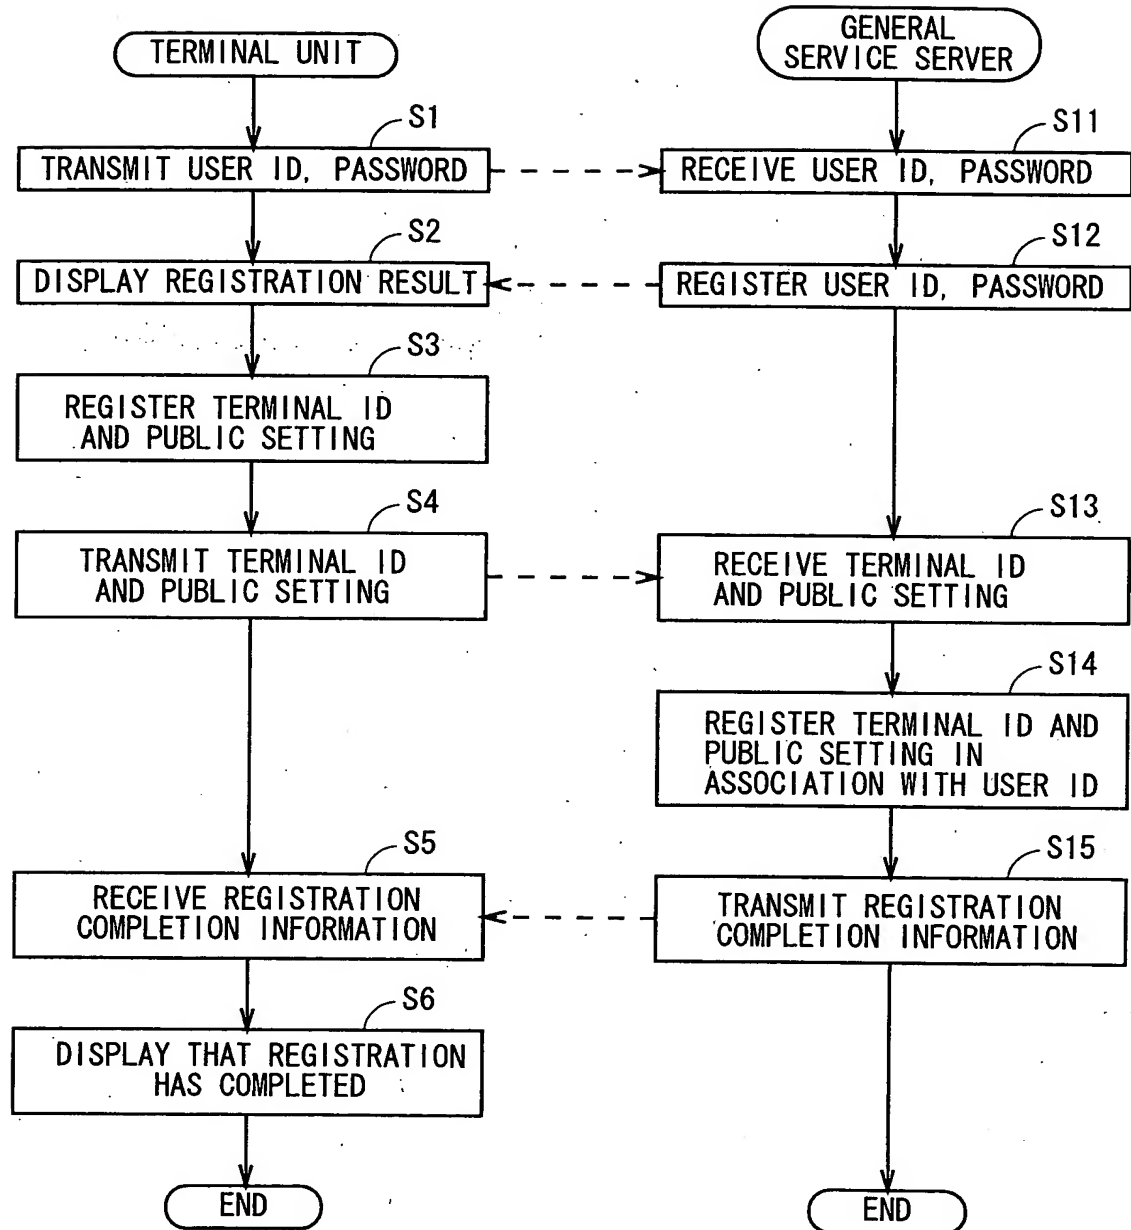 TERMINAL UNIT
GENERAL
SERVICE SERVER
S1
TRANSMIT USER ID, PASSWORD
S11
RECEIVE USER ID, PASSWORD
S2
DISPLAY REGISTRATION RESULT
S12
REGISTER USER ID, PASSWORD
S3
REGISTER TERMINAL ID
AND PUBLIC SETTING
S4
TRANSMIT TERMINAL ID
AND PUBLIC SETTING
S13
RECEIVE TERMINAL ID
AND PUBLIC SETTING
S14
REGISTER TERMINAL ID AND
PUBLIC SETTING IN
ASSOCIATION WITH USER ID
S5
RECEIVE REGISTRATION
COMPLETION INFORMATION
S15
TRANSMIT REGISTRATION
COMPLETION INFORMATION
S6
DISPLAY THAT REGISTRATION
HAS COMPLETED
END
END